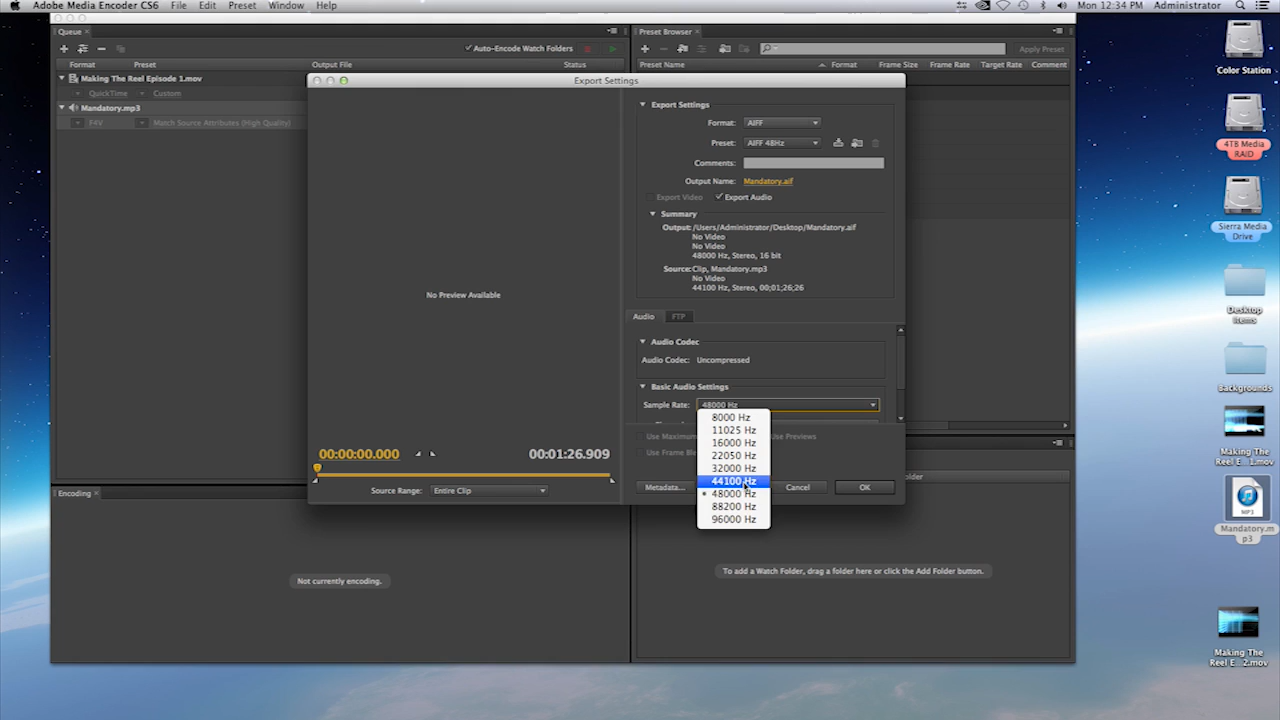 Adobe Media Encoder CS6 File Edit Preset Window Help
Mon 12:34 PM Administrator
Queue ×
Preset Browser ×
Auto-Encode Watch Folders
Apply Preset
Format Preset Output File Status
Preset Name Format Frame Size Frame Rate Target Rate Comment
Making The Reel Episode 1.mov
QuickTime Custom
Mandatory.mp3
F4V Match Source Attributes (High Quality)
Export Settings
No Preview Available
00:00:00.000
00:01:26.909
Source Range: Entire Clip
Export Settings
Format: AIFF
Preset: AIFF 48Hz
Comments:
Output Name: Mandatory.aif
Export Video Export Audio
Summary
Output: /Users/Administrator/Desktop/Mandatory.aif
No Video
No Video
48000 Hz, Stereo, 16 bit
Source: Clip, Mandatory.mp3
No Video
44100 Hz, Stereo, 00;01;26;26
Audio FTP
Audio Codec
Audio Codec: Uncompressed
Basic Audio Settings
Sample Rate: 48000 Hz
8000 Hz
11025 Hz
16000 Hz
22050 Hz
32000 Hz
44100 Hz
48000 Hz
88200 Hz
96000 Hz
Use Maximum
Use Previews
Use Frame Ble
Metadata...
Cancel
OK
Encoding ×
Not currently encoding.
older
To add a Watch Folder, drag a folder here or click the Add Folder button.
Color Station
4TB Media
RAID
Sierra Media
Drive
Desktop
Items
Backgrounds
Making The
Reel E...1.mov
MP3
Mandatory.m
p3
Making The
Reel E...2.mov